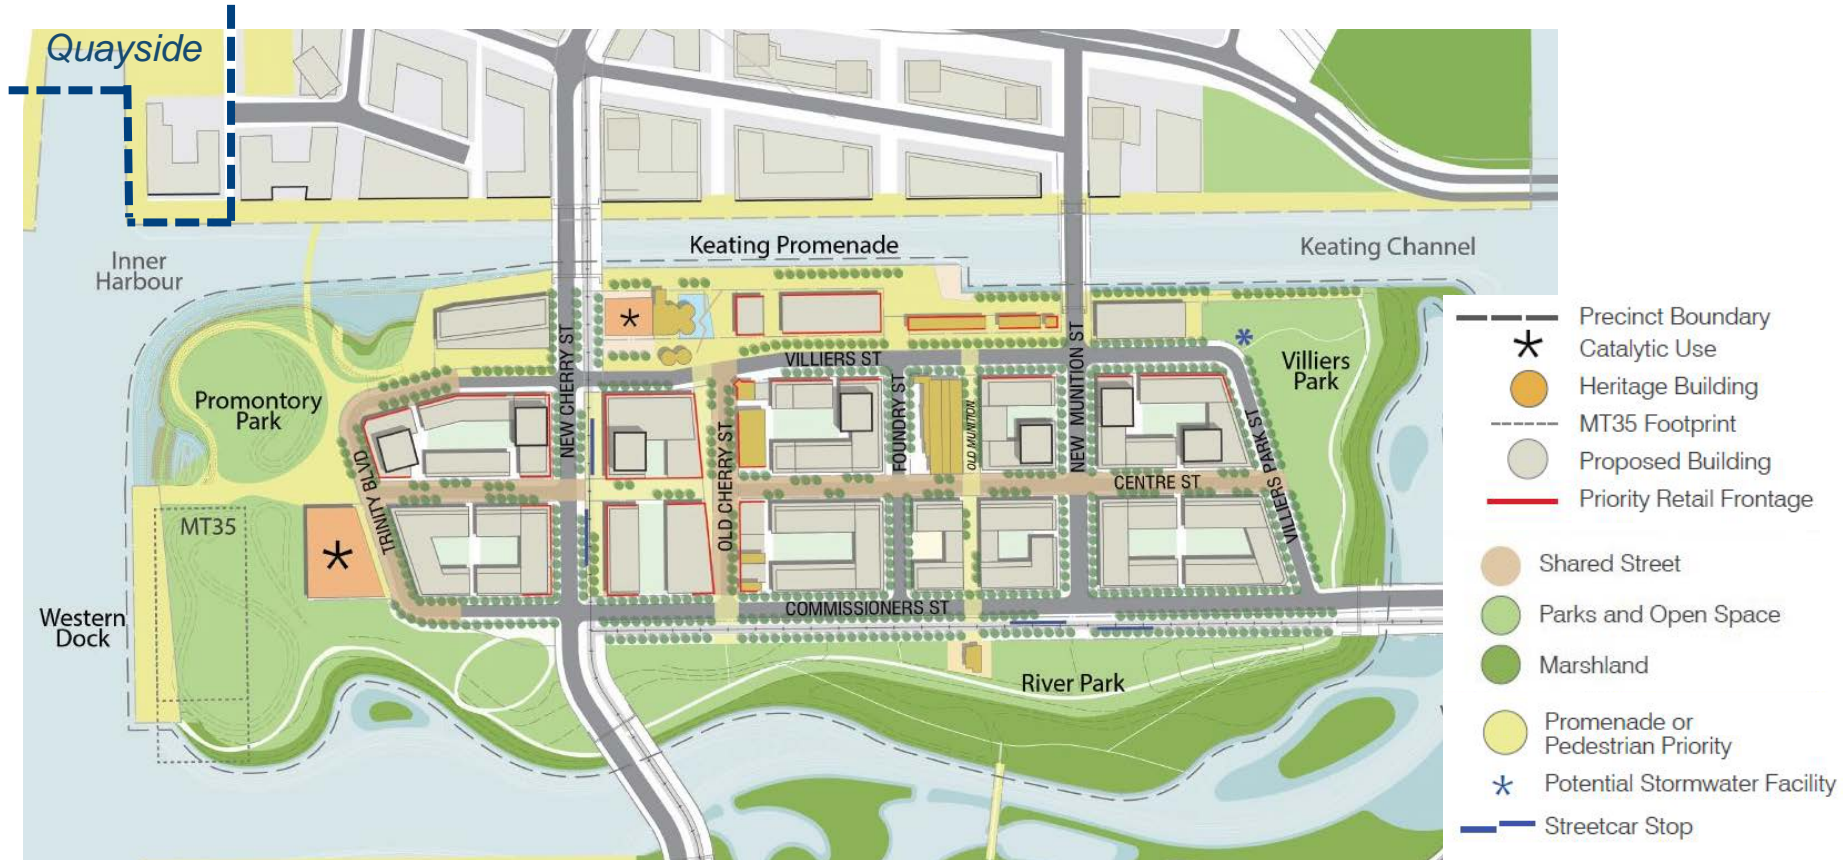 Quayside
Inner
Harbour
Keating Promenade
Keating Channel
NEW CHERRY ST
VILLIERS ST
NEW MUNITION ST
Villiers
Park
Promontory
Park
FOUNDRY ST
OLD MUNITION
OLD CHERRY ST
TRINITY BLVD
CENTRE ST
VILLIERS PARK ST
MT35
Western
Dock
COMMISSIONERS ST
River Park
Precinct Boundary
Catalytic Use
Heritage Building
MT35 Footprint
Proposed Building
Priority Retail Frontage
Shared Street
Parks and Open Space
Marshland
Promenade or
Pedestrian Priority
Potential Stormwater Facility
Streetcar Stop